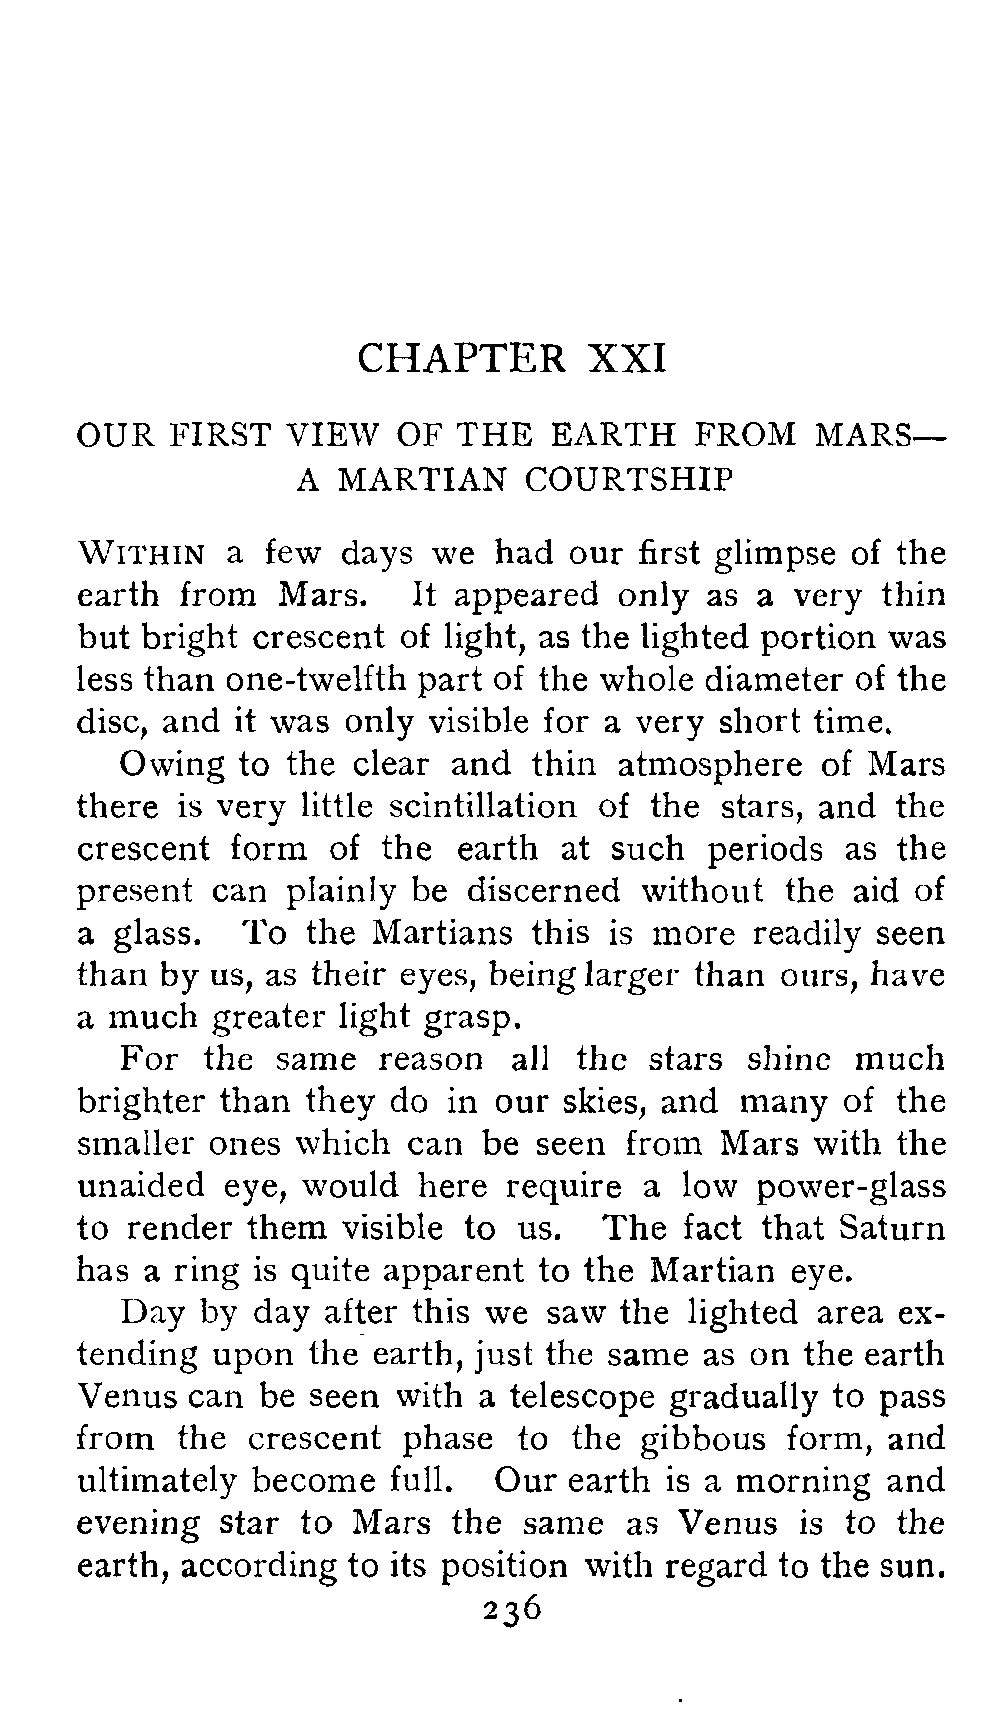 CHAPTER XXI
OUR FIRST VIEW OF THE EARTH FROM MARS—
A MARTIAN COURTSHIP
WITHIN a few days we had our first glimpse of the
earth from Mars. It appeared only as a very thin
but bright crescent of light, as the lighted portion was
less than one-twelfth part of the whole diameter of the
disc, and it was only visible for a very short time.
Owing to the clear and thin atmosphere of Mars
there is very little scintillation of the stars, and the
crescent form of the earth at such periods as the
present can plainly be discerned without the aid of
a glass. To the Martians this is more readily seen
than by us, as their eyes, being larger than ours, have
a much greater light grasp.
For the same reason all the stars shine much
brighter than they do in our skies, and many of the
smaller ones which can be seen from Mars with the
unaided eye, would here require a low power-glass
to render them visible to us. The fact that Saturn
has a ring is quite apparent to the Martian eye.
Day by day after this we saw the lighted area ex-
tending upon the earth, just the same as on the earth
Venus can be seen with a telescope gradually to pass
from the crescent phase to the gibbous form, and
ultimately become full. Our earth is a morning and
evening star to Mars the same as Venus is to the
earth, according to its position with regard to the sun.
236